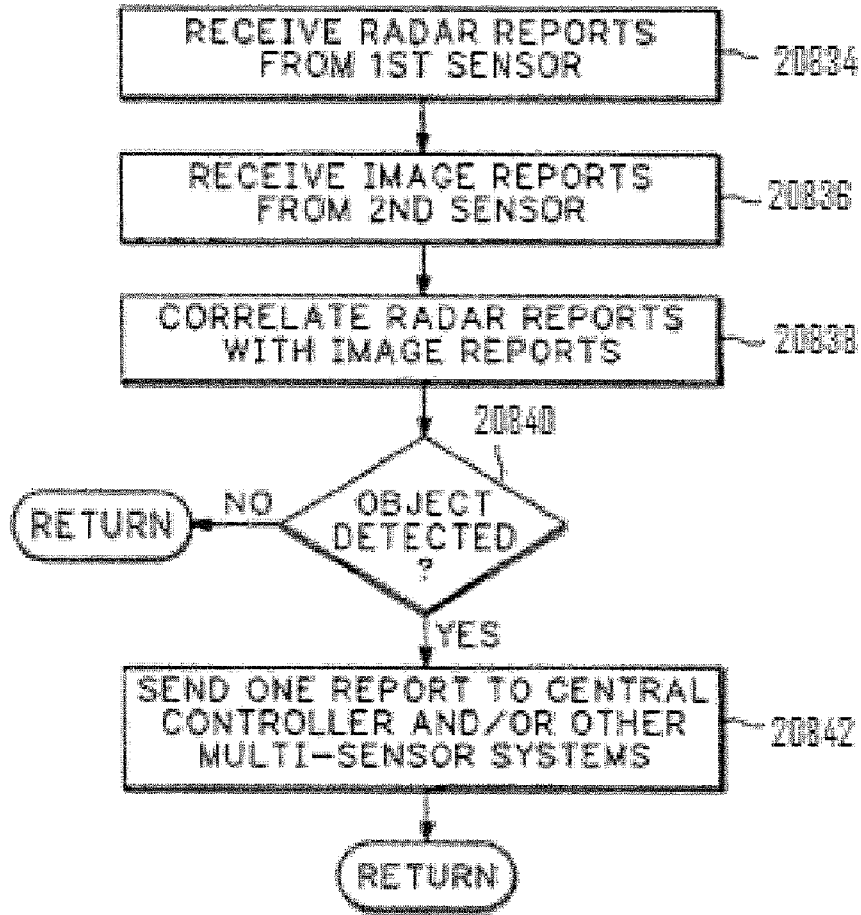 RECEIVE RADAR REPORTS
FROM 1ST SENSOR
20834
RECEIVE IMAGE REPORTS
FROM 2ND SENSOR
20836
CORRELATE RADAR REPORTS
WITH IMAGE REPORTS
20838
20840
OBJECT
DETECTED
?
NO
RETURN
YES
SEND ONE REPORT TO CENTRAL
CONTROLLER AND/OR OTHER
MULTI-SENSOR SYSTEMS
20842
RETURN